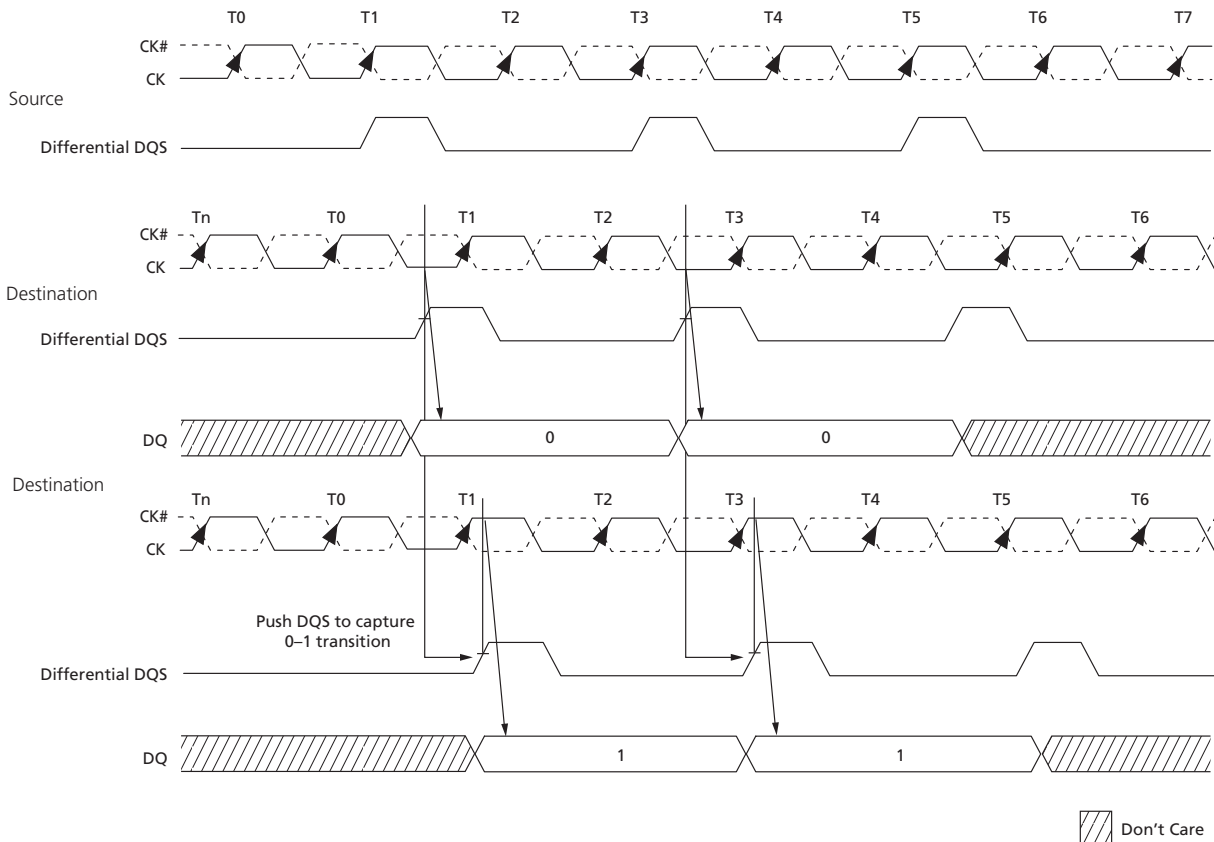 T0 T1 T2 T3 T4 T5 T6 T7
CK#
CK
Source
Differential DQS
Tn T0 T1 T2 T3 T4 T5 T6
CK#
CK
Destination
Differential DQS
DQ 0 0
Destination
Tn T0 T1 T2 T3 T4 T5 T6
CK#
CK
Push DQS to capture
0–1 transition
Differential DQS
DQ 1 1
Don't Care